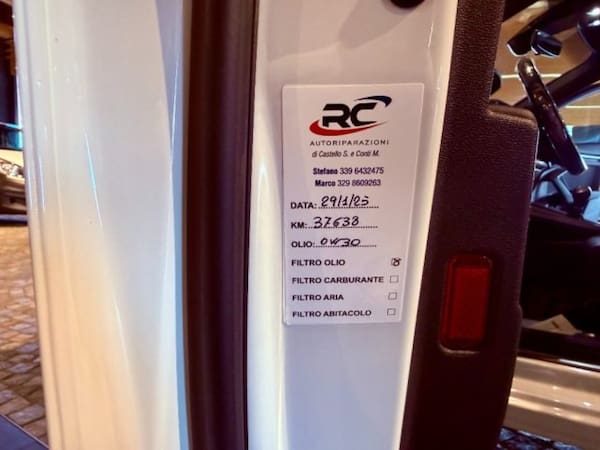 RC
AUTORIPARAZIONI
di Castello S. e Conti M.
Stefano 339 6432475
Marco 329 8609263
DATA: 29/1/25
KM: 37638
OLIO: 0W30
FILTRO OLIO
FILTRO CARBURANTE
FILTRO ARIA
FILTRO ABITACOLO